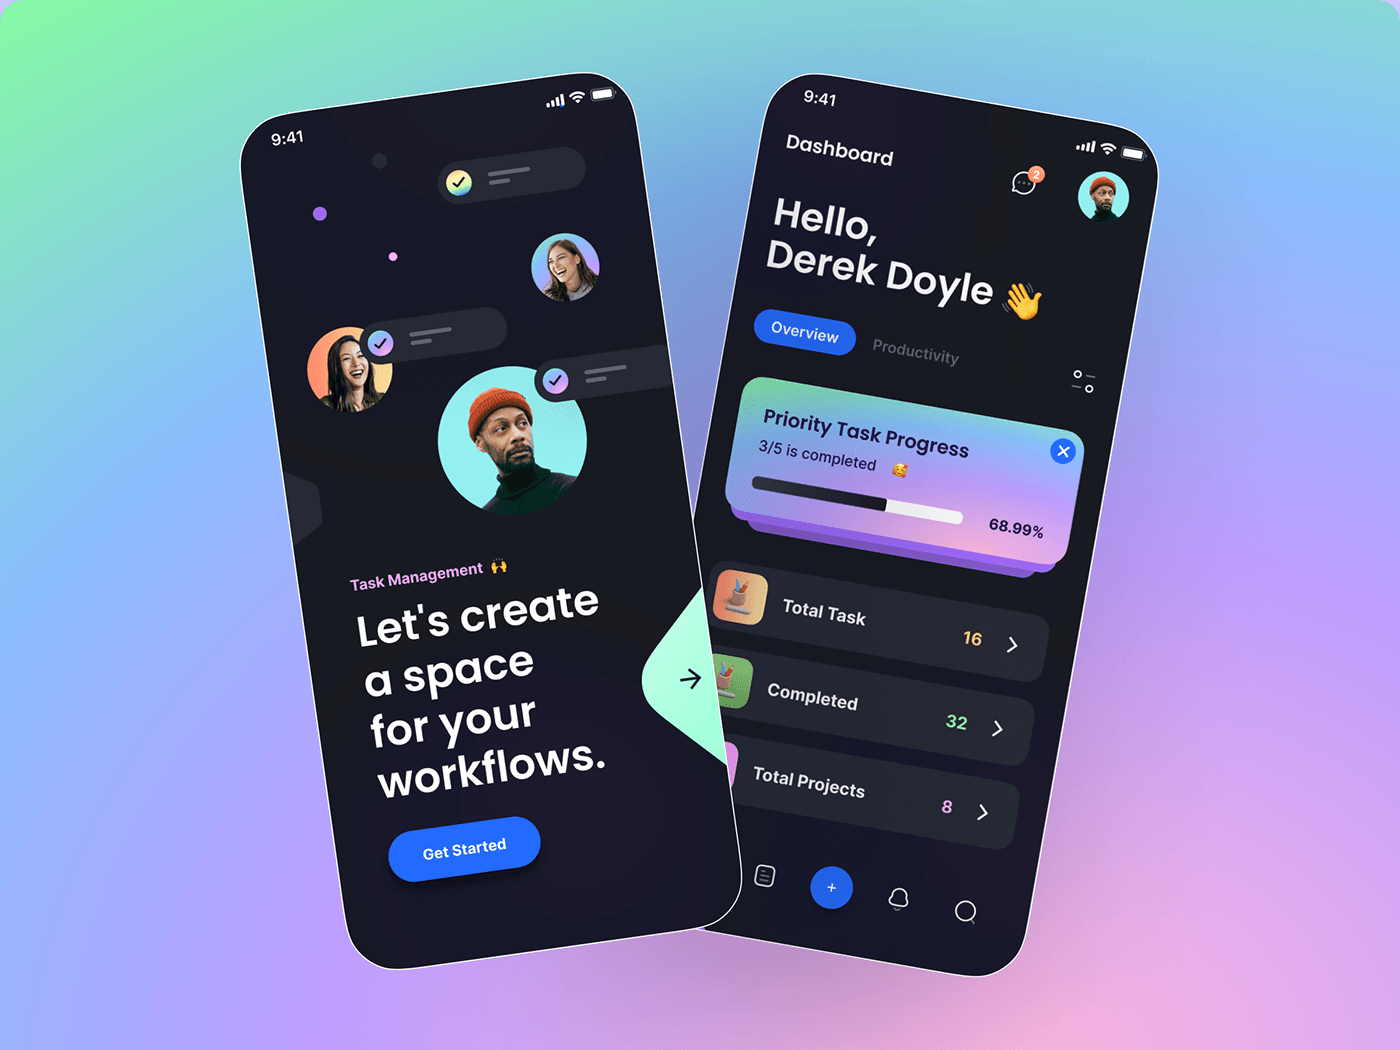 9:41
Task Management 🙌
Let's create
a space
for your
workflows.
Get Started
9:41
Dashboard
2
Hello,
Derek Doyle 👋
Overview
Productivity
Priority Task Progress
3/5 is completed 🥰
68.99%
Total Task
16
Completed
32
Total Projects
8
+